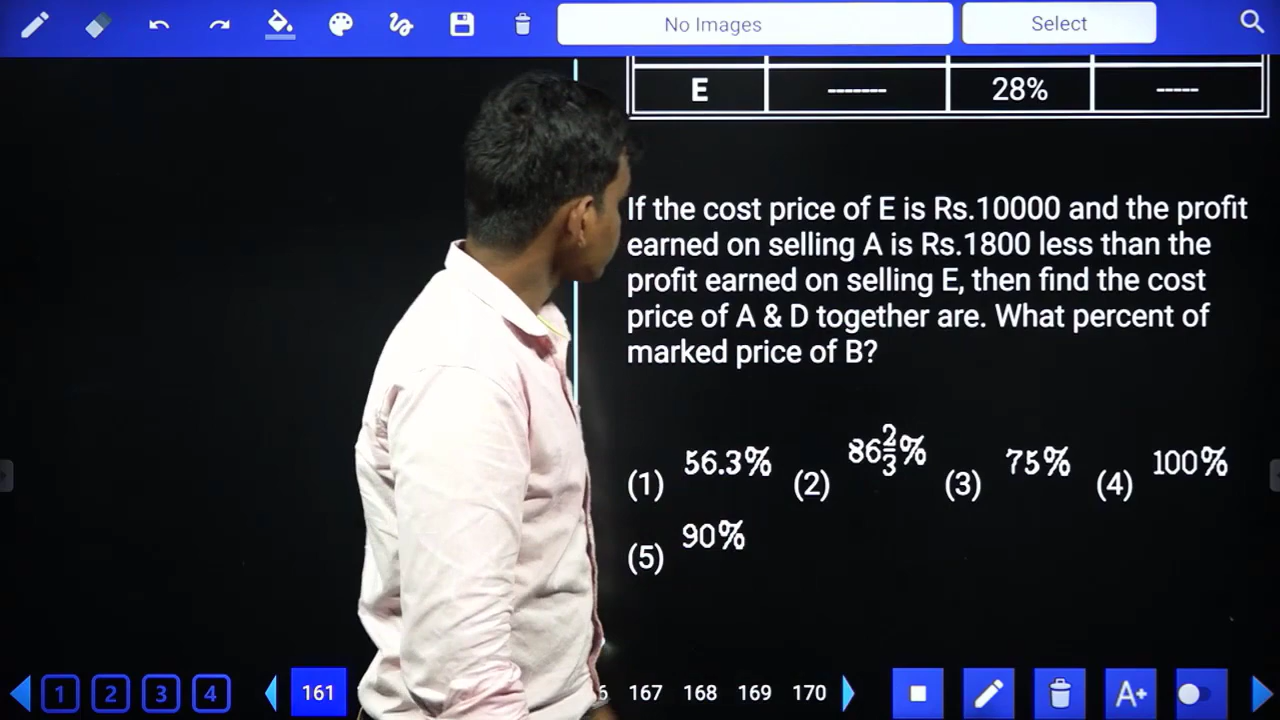 No Images
Select
E ------- 28% -----
If the cost price of E is Rs.10000 and the profit
earned on selling A is Rs.1800 less than the
profit earned on selling E, then find the cost
price of A & D together are. What percent of
marked price of B?
(1) 56.3% (2) 86 2/3% (3) 75% (4) 100%
(5) 90%
1 2 3 4 161 6 167 168 169 170 A+